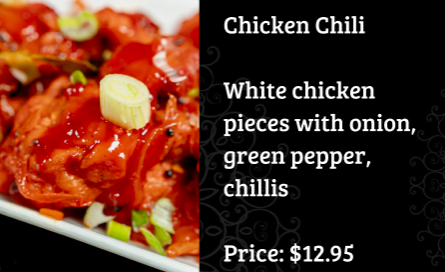 Chicken Chili
White chicken
pieces with onion,
green pepper,
chillis
Price: $12.95